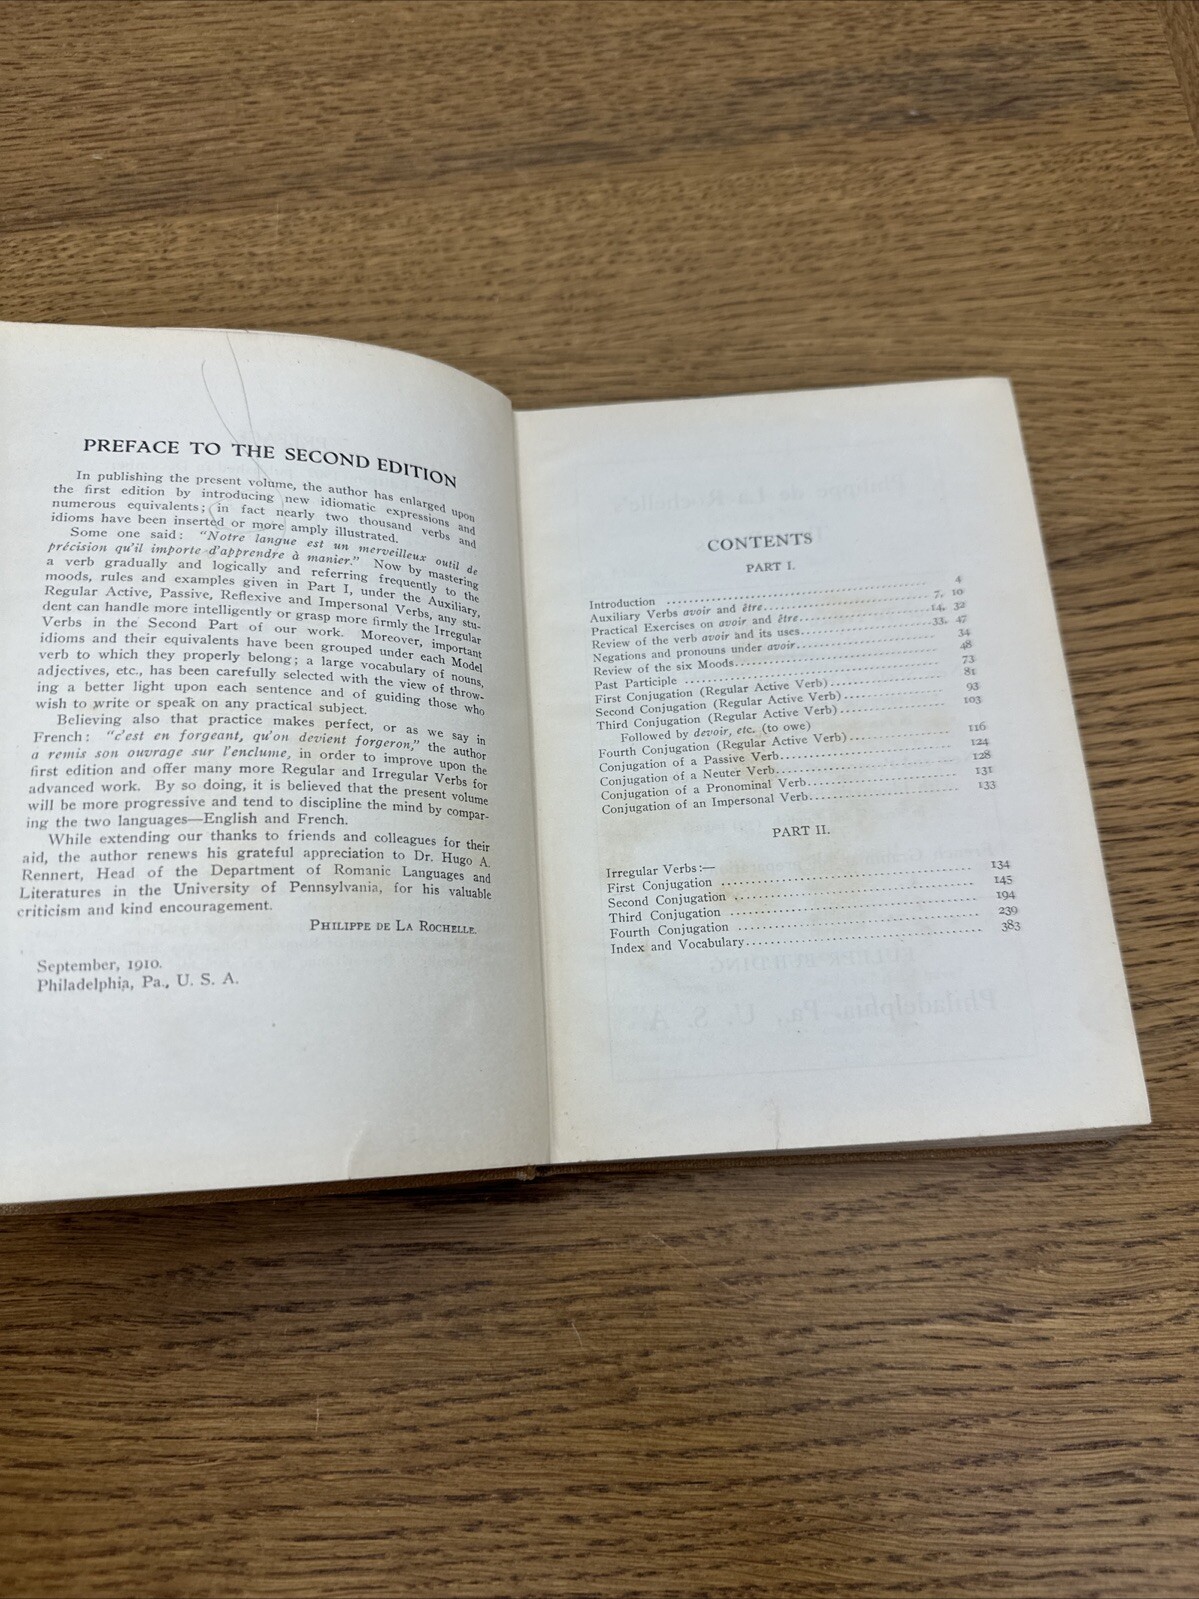 PREFACE TO THE SECOND EDITION
In publishing the present volume, the author has enlarged upon
the first edition by introducing new idiomatic expressions and
numerous equivalents; in fact nearly two thousand verbs and
idioms have been inserted or more amply illustrated.
Some one said: "Notre langue est un merveilleux outil de
précision qu'il importe d'apprendre à manier." Now by mastering
a verb gradually and logically and referring frequently to the
moods, rules and examples given in Part I, under the Auxiliary,
Regular Active, Passive, Reflexive and Impersonal Verbs, any stu-
dent can handle more intelligently or grasp more firmly the Irregular
Verbs in the Second Part of our work. Moreover, important
idioms and their equivalents have been grouped under each Model
verb to which they properly belong; a large vocabulary of nouns,
adjectives, etc., has been carefully selected with the view of throw-
ing a better light upon each sentence and of guiding those who
wish to write or speak on any practical subject.
Believing also that practice makes perfect, or as we say in
French: "c'est en forgeant, qu'on devient forgeron," the author
a remis son ouvrage sur l'enclume, in order to improve upon the
first edition and offer many more Regular and Irregular Verbs for
advanced work. By so doing, it is believed that the present volume
will be more progressive and tend to discipline the mind by compar-
ing the two languages—English and French.
While extending our thanks to friends and colleagues for their
aid, the author renews his grateful appreciation to Dr. Hugo A.
Rennert, Head of the Department of Romanic Languages and
Literatures in the University of Pennsylvania, for his valuable
criticism and kind encouragement.
PHILIPPE DE LA ROCHELLE.
September, 1910.
Philadelphia, Pa., U. S. A.
CONTENTS
PART I.
Introduction 4
Auxiliary Verbs avoir and être 7, 10
Practical Exercises on avoir and être 14, 32
Review of the verb avoir and its uses 33, 47
Negations and pronouns under avoir 34
Review of the six Moods 48
Past Participle 73
First Conjugation (Regular Active Verb) 81
Second Conjugation (Regular Active Verb) 93
Third Conjugation (Regular Active Verb) 103
Followed by devoir, etc. (to owe)
Fourth Conjugation (Regular Active Verb) 116
Conjugation of a Passive Verb 124
Conjugation of a Neuter Verb 128
Conjugation of a Pronominal Verb 131
Conjugation of an Impersonal Verb 133
PART II.
Irregular Verbs:—
First Conjugation 134
Second Conjugation 145
Third Conjugation 194
Fourth Conjugation 239
Index and Vocabulary 383